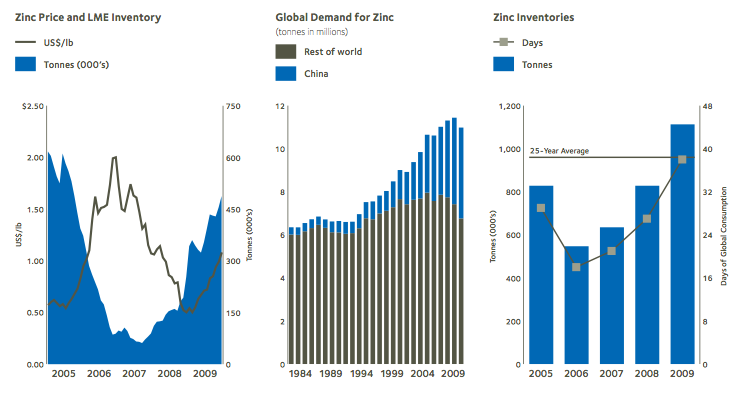 Zinc Price and LME Inventory
US$/lb
Tonnes (000's)
$2.50
2.00
1.50
1.00
0.50
0.00
US$/lb
750
600
450
300
150
0
Tonnes (000's)
2005 2006 2007 2008 2009
Global Demand for Zinc
(tonnes in millions)
Rest of world
China
12
10
8
6
4
2
0
1984 1989 1994 1999 2004 2009
Zinc Inventories
Days
Tonnes
1,200
1,000
800
600
400
200
0
Tonnes (000's)
25-Year Average
48
40
32
24
16
8
0
Days of Global Consumption
2005 2006 2007 2008 2009